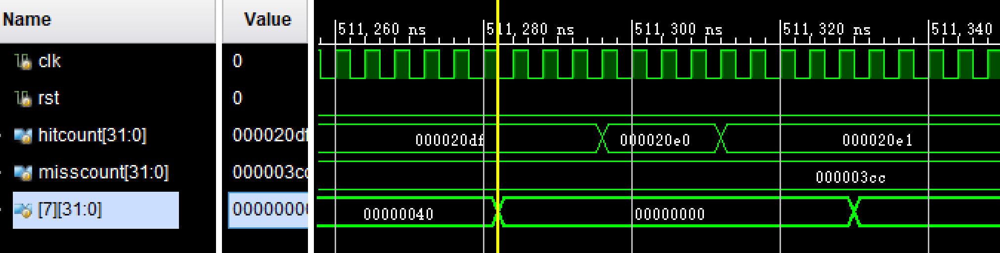 Name Value
511,260 ns 511,280 ns 511,300 ns 511,320 ns 511,340
clk 0
rst 0
hitcount[31:0] 000020df 000020df 000020e0 000020e1
misscount[31:0] 000003cc 000003cc
[7][31:0] 00000000 00000040 00000000